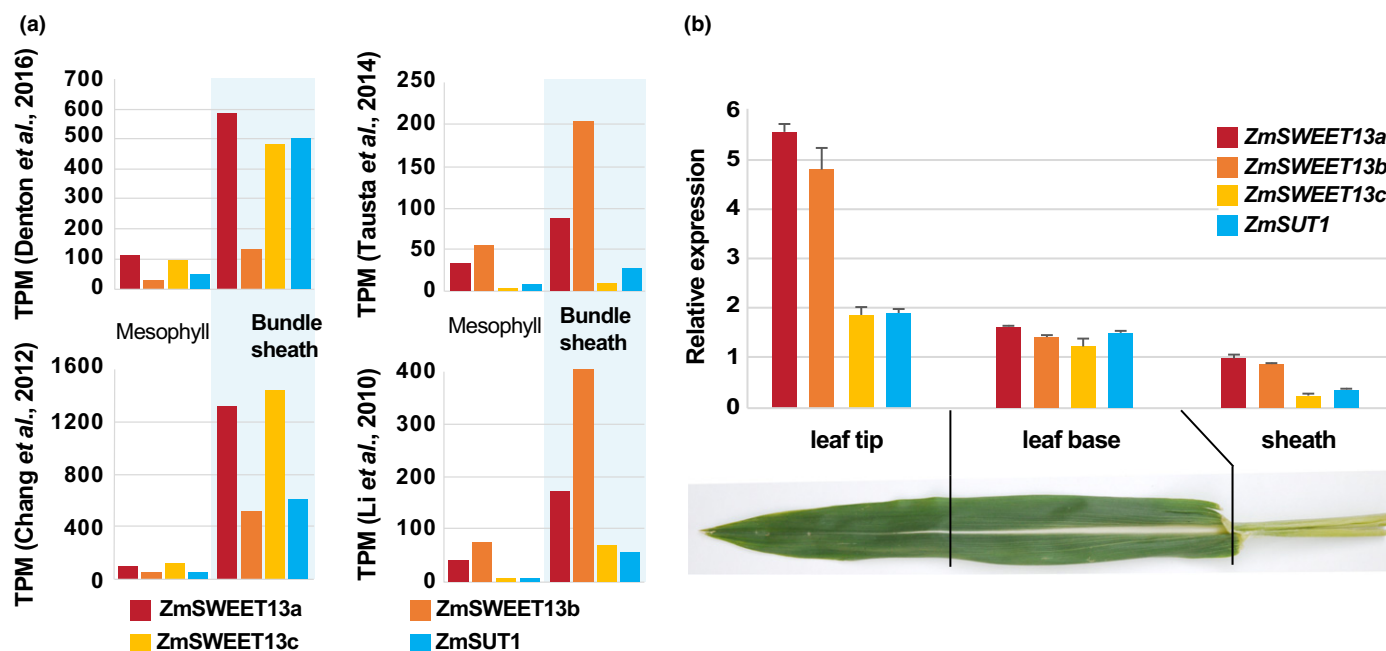 (a)
TPM (Denton et al., 2016)
700
600
500
400
300
200
100
0
Mesophyll
Bundle
sheath
TPM (Tausta et al., 2014)
250
200
150
100
50
0
Mesophyll
Bundle
sheath
TPM (Chang et al., 2012)
1600
1200
800
400
0
TPM (Li et al., 2010)
400
300
200
100
0
ZmSWEET13a
ZmSWEET13b
ZmSWEET13c
ZmSUT1
(b)
Relative expression
6
5
4
3
2
1
0
ZmSWEET13a
ZmSWEET13b
ZmSWEET13c
ZmSUT1
leaf tip
leaf base
sheath